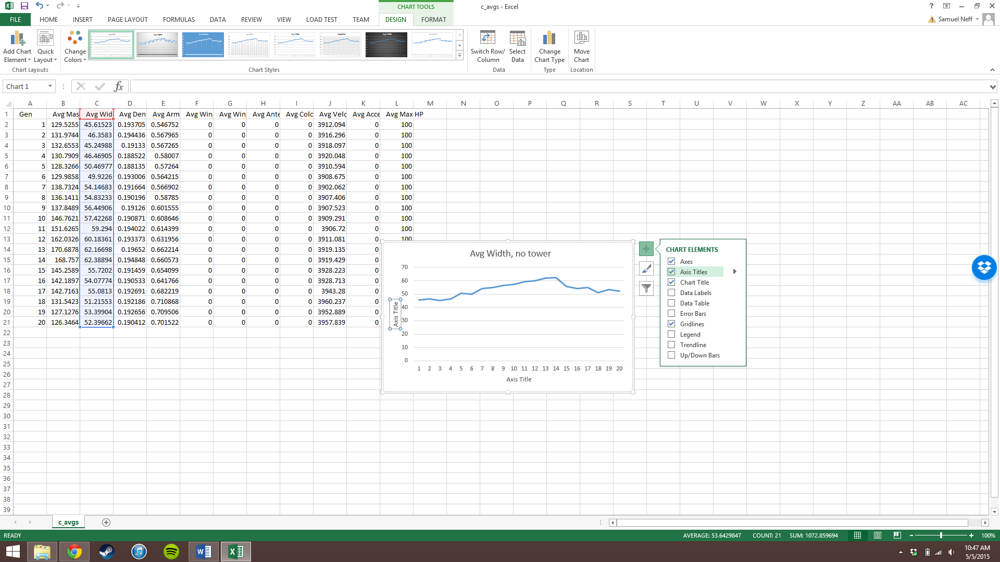 CHART TOOLS
c_avgs - Excel
FILE HOME INSERT PAGE LAYOUT FORMULAS DATA REVIEW VIEW LOAD TEST TEAM DESIGN FORMAT
Samuel Neff
Add Chart Element
Quick Layout
Change Colors
Switch Row/ Column
Select Data
Change Chart Type
Move Chart
Chart Layouts Chart Styles Data Type Location
Chart 1
fx
A B C D E F G H I J K L M N O P Q R S T U V W X Y Z AA AB AC
1 Gen Avg Mas Avg Wid Avg Den Avg Arm Avg Win Avg Win Avg Ante Avg Colo Avg Velo Avg Acce Avg Max HP
2 1 129.5255 45.61523 0.193705 0.546752 0 0 0 0 3912.094 0 100
3 2 131.9744 46.3583 0.194436 0.567965 0 0 0 0 3916.296 0 100
4 3 132.6553 45.24988 0.19133 0.567265 0 0 0 0 3918.097 0 100
5 4 130.7909 46.46905 0.188522 0.58007 0 0 0 0 3920.048 0 100
6 5 128.3266 50.46977 0.188135 0.57264 0 0 0 0 3910.594 0 100
7 6 129.9858 49.9226 0.193006 0.564215 0 0 0 0 3908.675 0 100
8 7 138.7324 54.14683 0.191664 0.566902 0 0 0 0 3902.062 0 100
9 8 136.1411 54.83233 0.190196 0.58785 0 0 0 0 3907.406 0 100
10 9 137.8489 56.44906 0.19126 0.601555 0 0 0 0 3907.523 0 100
11 10 146.7621 57.42268 0.190871 0.608646 0 0 0 0 3909.291 0 100
12 11 151.6265 59.294 0.194022 0.614399 0 0 0 0 3906.72 0 100
13 12 162.0326 60.18361 0.193373 0.631956 0 0 0 0 3911.081 0 100
14 13 170.6878 62.16698 0.19652 0.662214 0 0 0 0 3919.135 0
15 14 168.757 62.38894 0.194848 0.660573 0 0 0 0 3919.429 0
16 15 145.2589 55.7202 0.191459 0.654099 0 0 0 0 3928.223 0
17 16 142.1897 54.07774 0.190533 0.641766 0 0 0 0 3928.713 0
18 17 142.7163 55.0813 0.192691 0.682219 0 0 0 0 3943.28 0
19 18 131.5423 51.21553 0.192186 0.710868 0 0 0 0 3960.237 0
20 19 127.1276 53.39904 0.192656 0.709506 0 0 0 0 3952.889 0
21 20 126.3464 52.39662 0.190412 0.701522 0 0 0 0 3957.839 0
22
23
24
25
26
27
28
29
30
31
32
33
34
35
36
37
38
39
Avg Width, no tower
70
60
50
40
30
20
10
0
Axis Title
1 2 3 4 5 6 7 8 9 10 11 12 13 14 15 16 17 18 19 20
Axis Title
CHART ELEMENTS
Axes
Axis Titles
Chart Title
Data Labels
Data Table
Error Bars
Gridlines
Legend
Trendline
Up/Down Bars
c_avgs
READY AVERAGE: 53.6429847 COUNT: 21 SUM: 1072.859694 100%
10:47 AM
5/5/2015